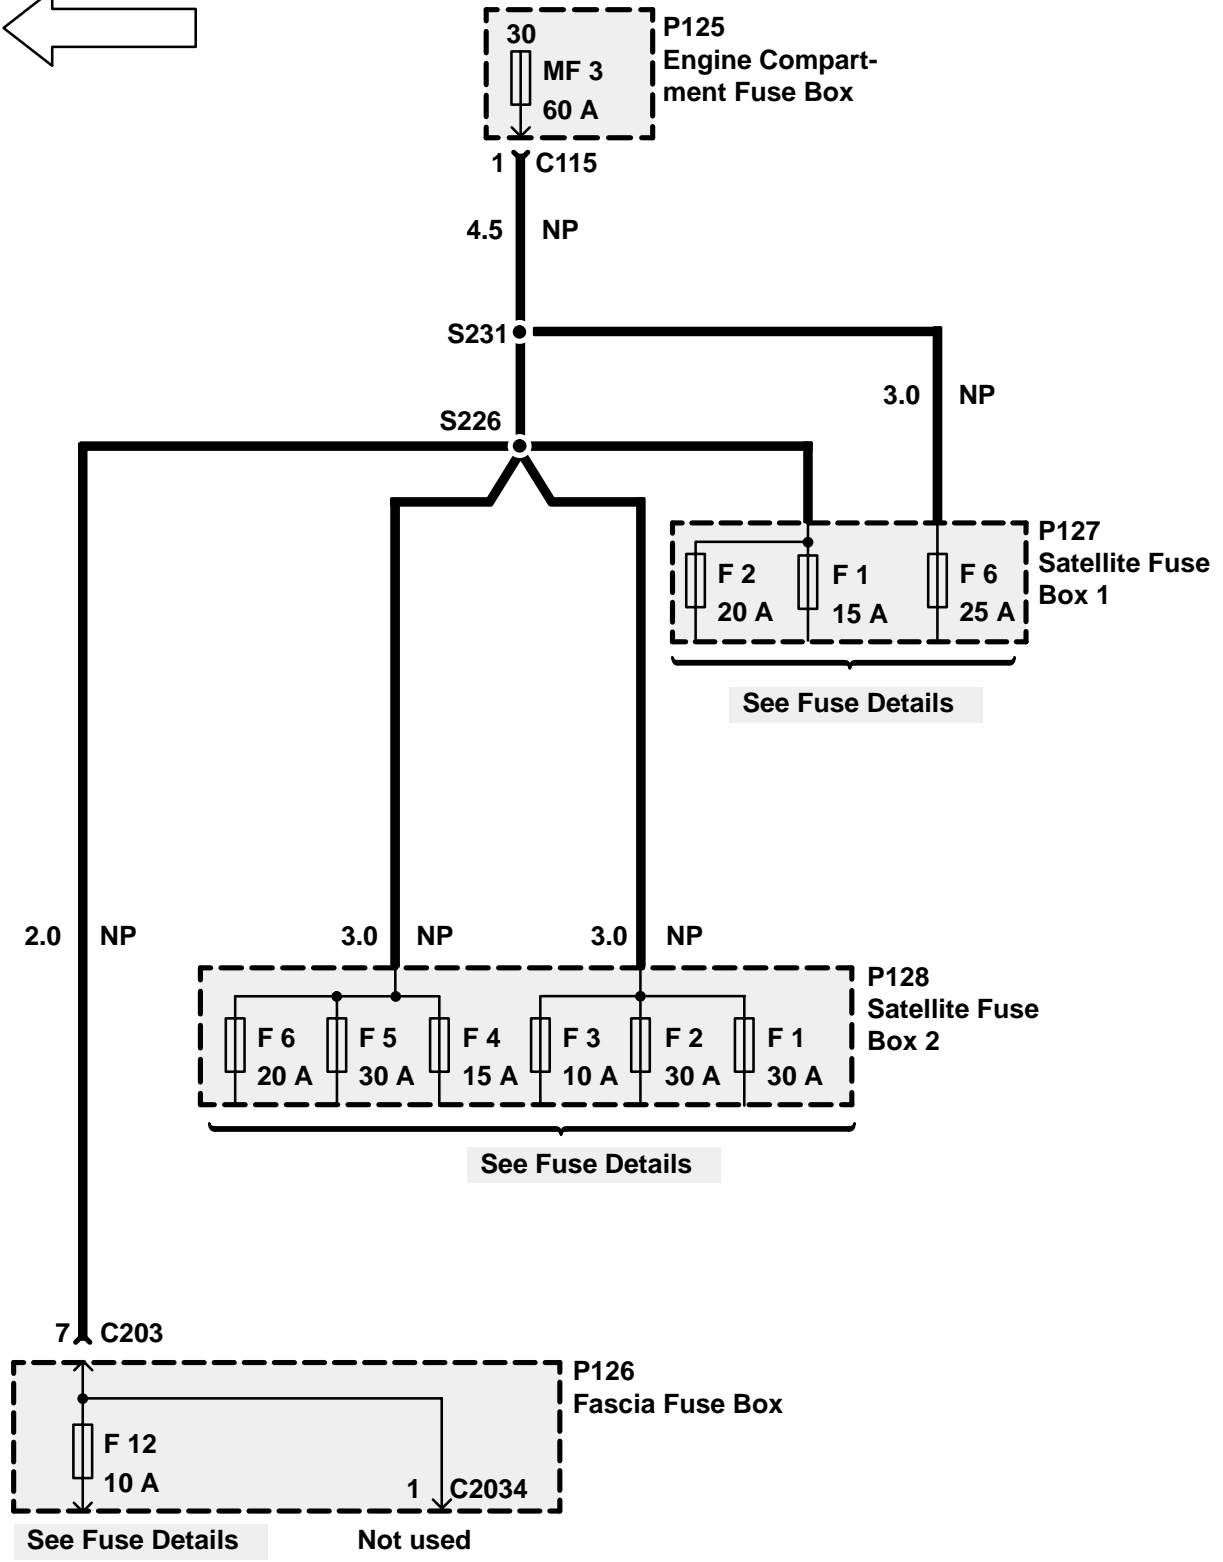 30
MF 3
60 A
P125
Engine Compart-
ment Fuse Box
1 C115
4.5 NP
S231
3.0 NP
S226
P127
Satellite Fuse
Box 1
F 2
20 A
F 1
15 A
F 6
25 A
See Fuse Details
2.0 NP
3.0 NP
3.0 NP
P128
Satellite Fuse
Box 2
F 6
20 A
F 5
30 A
F 4
15 A
F 3
10 A
F 2
30 A
F 1
30 A
See Fuse Details
7 C203
P126
Fascia Fuse Box
F 12
10 A
1 C2034
See Fuse Details
Not used